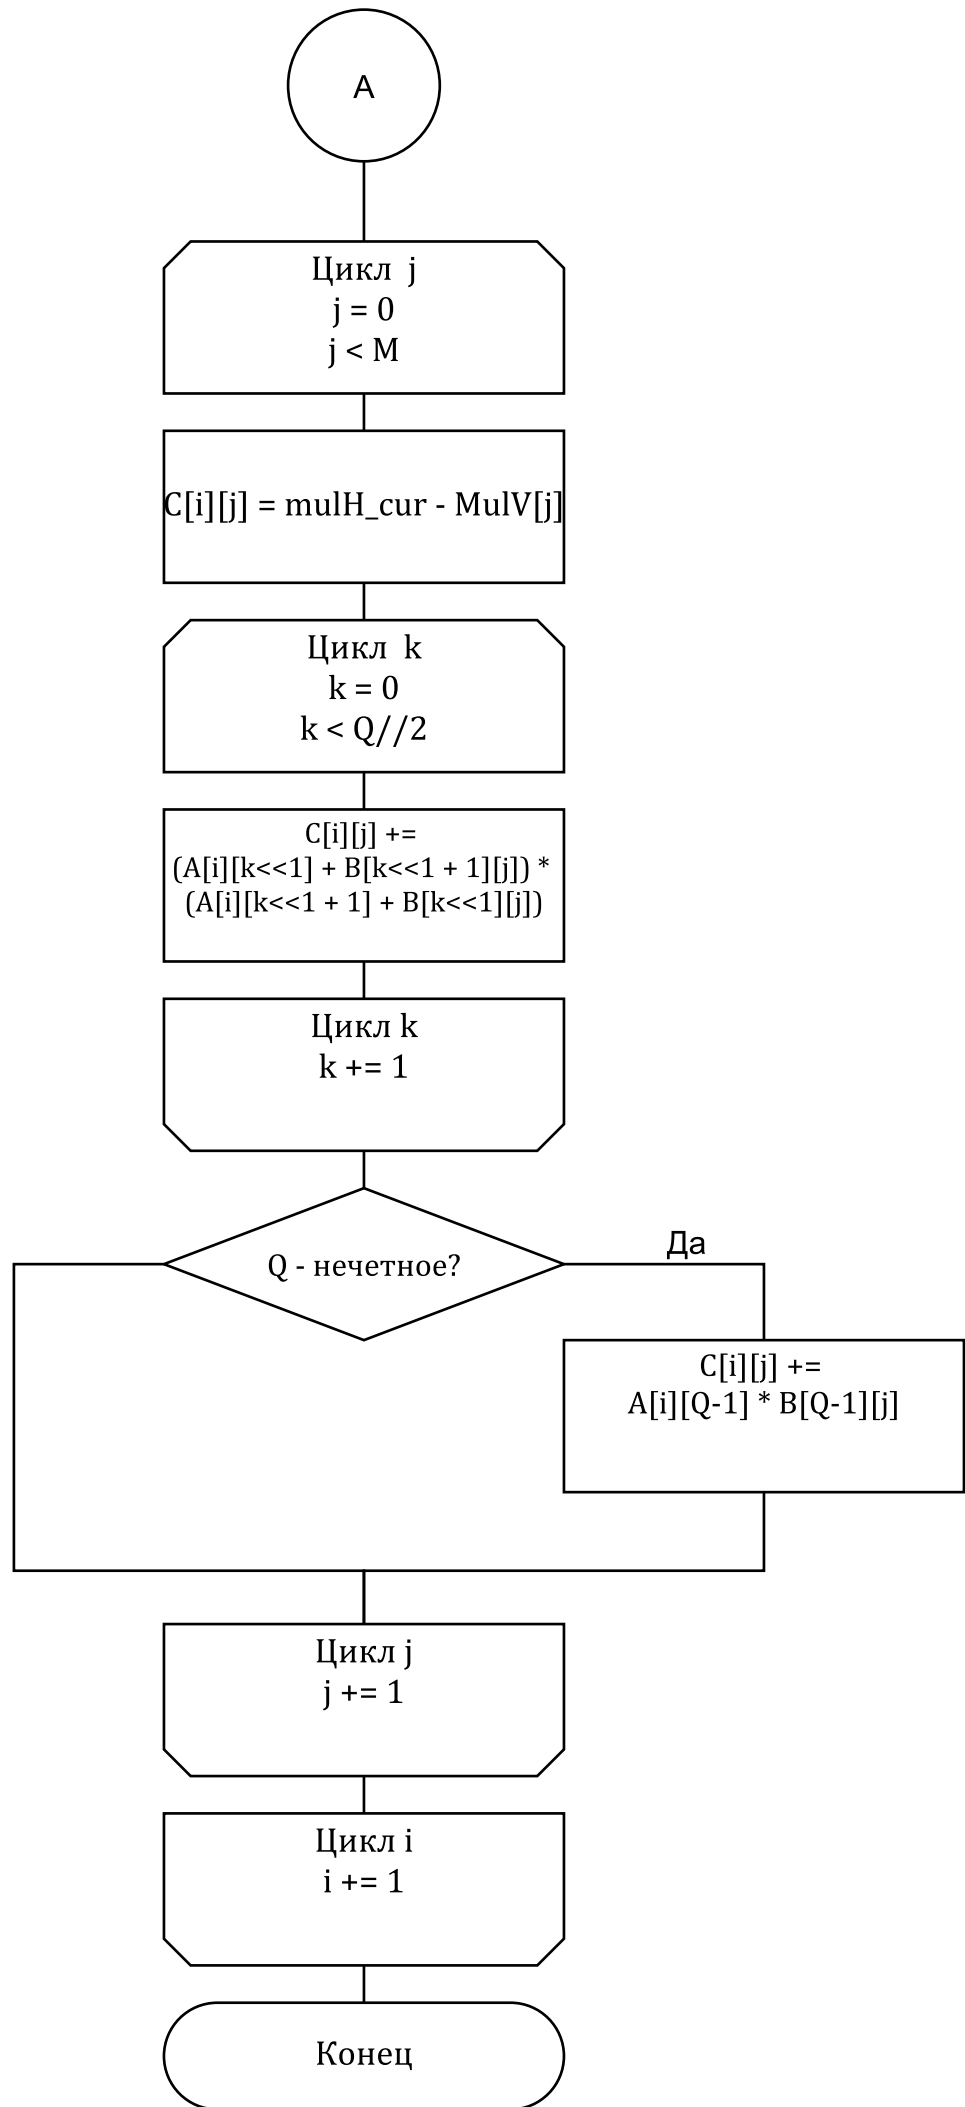 A
Цикл j
j = 0
j < M
C[i][j] = mulH_cur - MulV[j]
Цикл k
k = 0
k < Q//2
C[i][j] +=
(A[i][k<<1] + B[k<<1 + 1][j]) *
(A[i][k<<1 + 1] + B[k<<1][j])
Цикл k
k += 1
Q - нечетное?
Да
C[i][j] +=
A[i][Q-1] * B[Q-1][j]
Цикл j
j += 1
Цикл i
i += 1
Конец